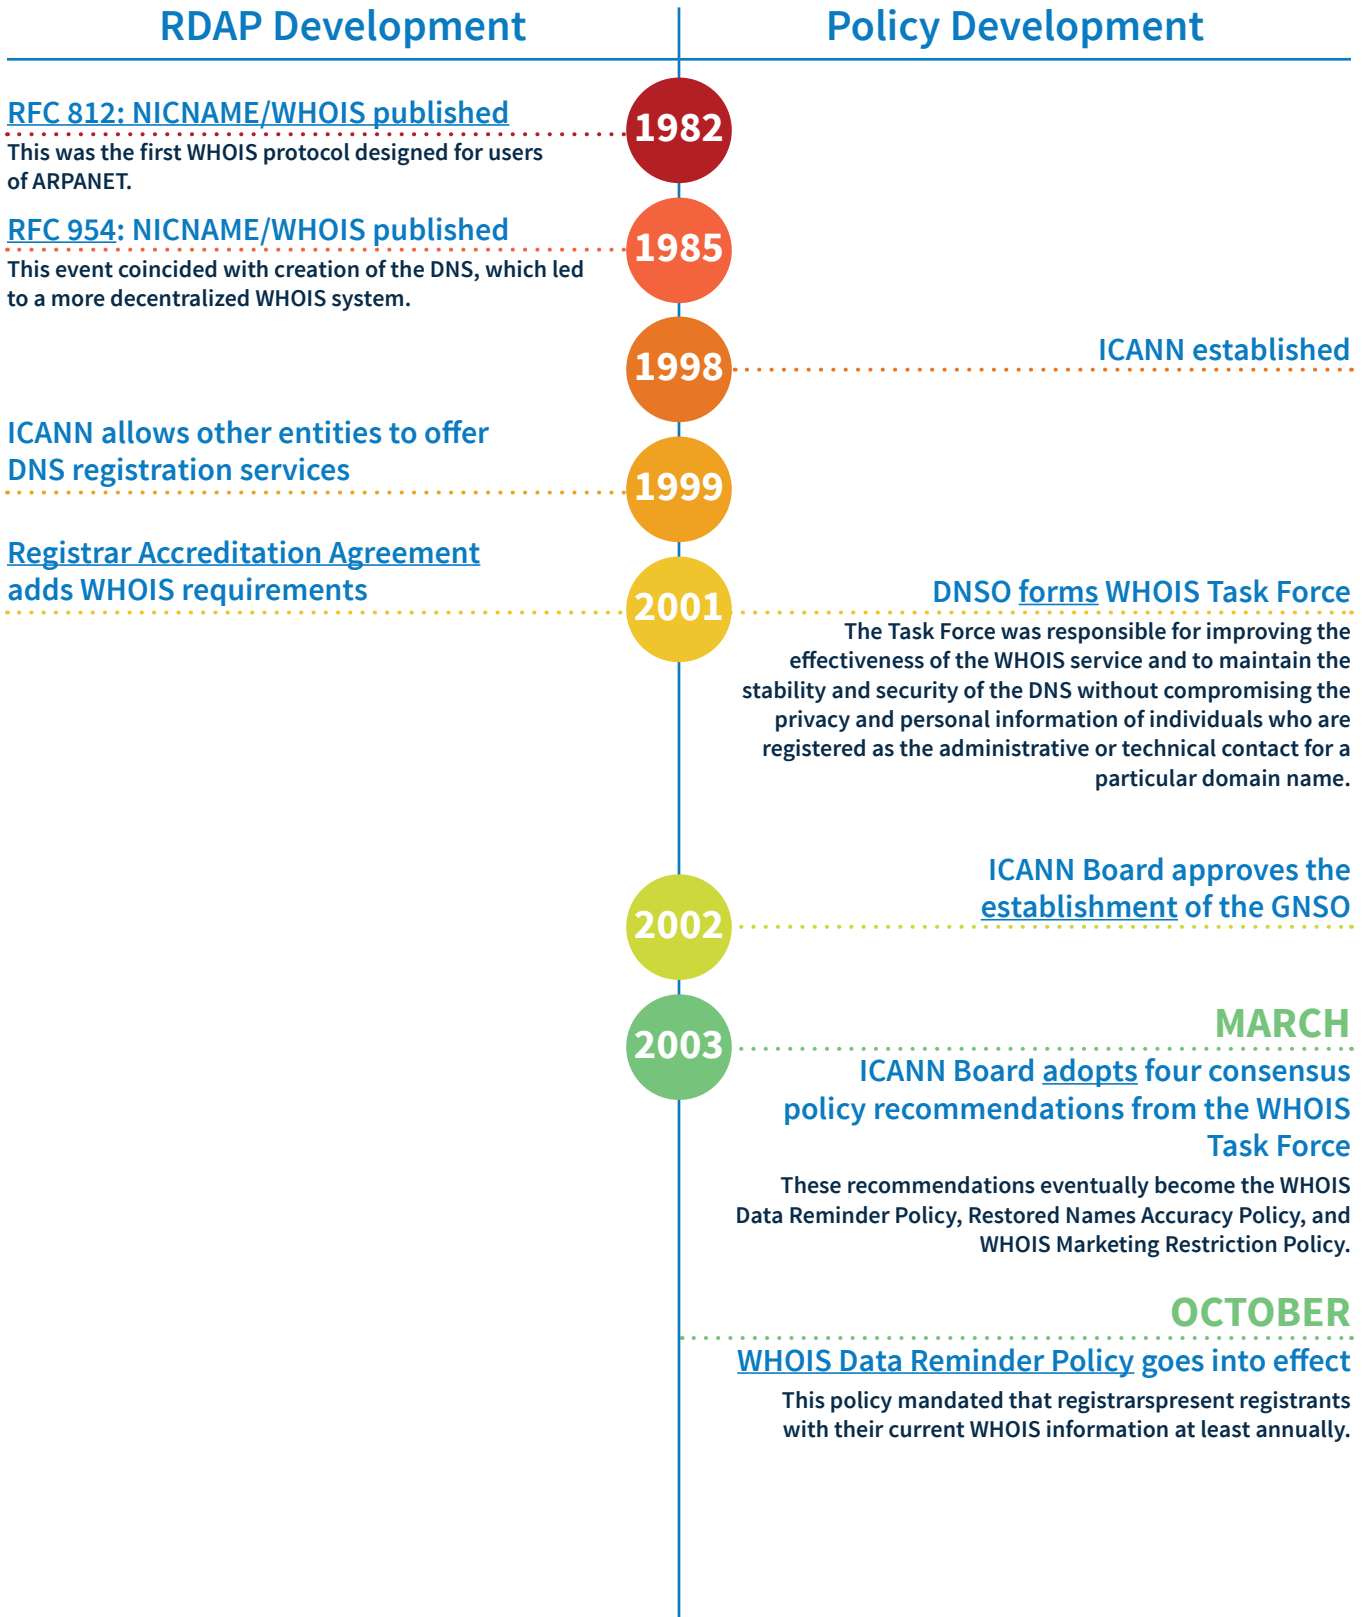 RDAP Development
Policy Development
RFC 812: NICNAME/WHOIS published
1982
This was the first WHOIS protocol designed for users
of ARPANET.
RFC 954: NICNAME/WHOIS published
1985
This event coincided with creation of the DNS, which led
to a more decentralized WHOIS system.
1998
ICANN established
ICANN allows other entities to offer
DNS registration services
1999
Registrar Accreditation Agreement
adds WHOIS requirements
2001
DNSO forms WHOIS Task Force
The Task Force was responsible for improving the
effectiveness of the WHOIS service and to maintain the
stability and security of the DNS without compromising the
privacy and personal information of individuals who are
registered as the administrative or technical contact for a
particular domain name.
2002
ICANN Board approves the
establishment of the GNSO
2003
MARCH
ICANN Board adopts four consensus
policy recommendations from the WHOIS
Task Force
These recommendations eventually become the WHOIS
Data Reminder Policy, Restored Names Accuracy Policy, and
WHOIS Marketing Restriction Policy.
OCTOBER
WHOIS Data Reminder Policy goes into effect
This policy mandated that registrarspresent registrants
with their current WHOIS information at least annually.